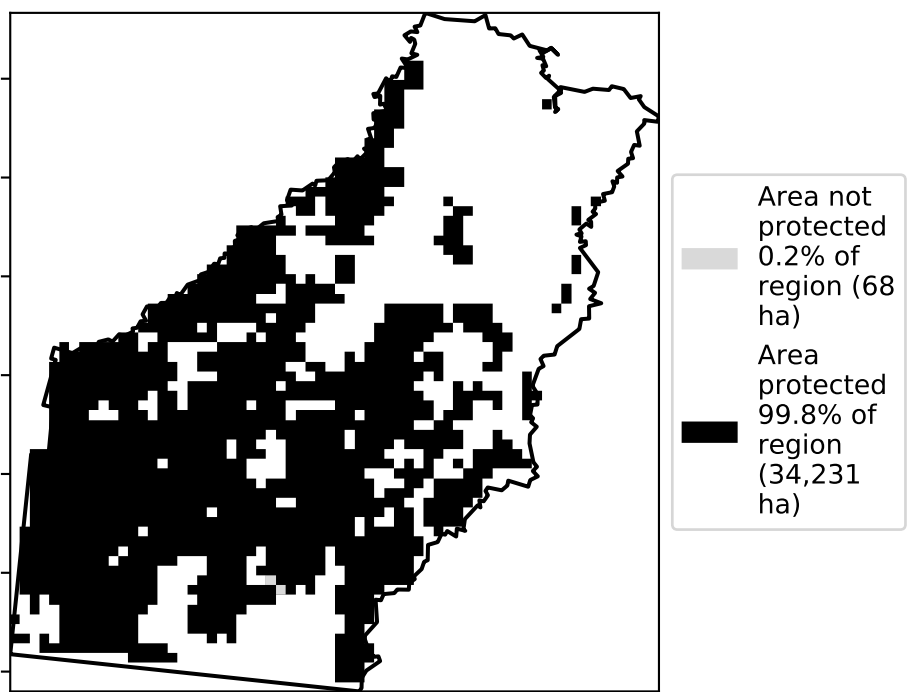 Area not
protected
0.2% of
region (68
ha)
Area
protected
99.8% of
region
(34,231
ha)